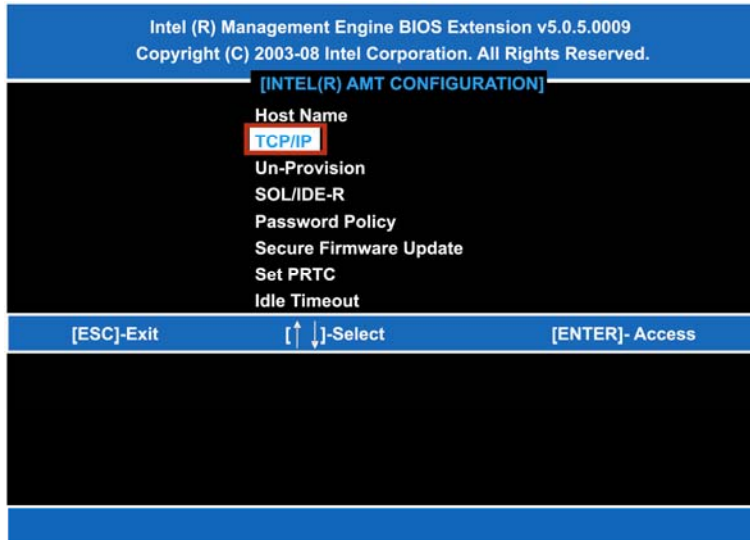 Intel (R) Management Engine BIOS Extension v5.0.5.0009
Copyright (C) 2003-08 Intel Corporation. All Rights Reserved.
[INTEL(R) AMT CONFIGURATION]
Host Name
TCP/IP
Un-Provision
SOL/IDE-R
Password Policy
Secure Firmware Update
Set PRTC
Idle Timeout
[ESC]-Exit [↑ ↓]-Select [ENTER]- Access